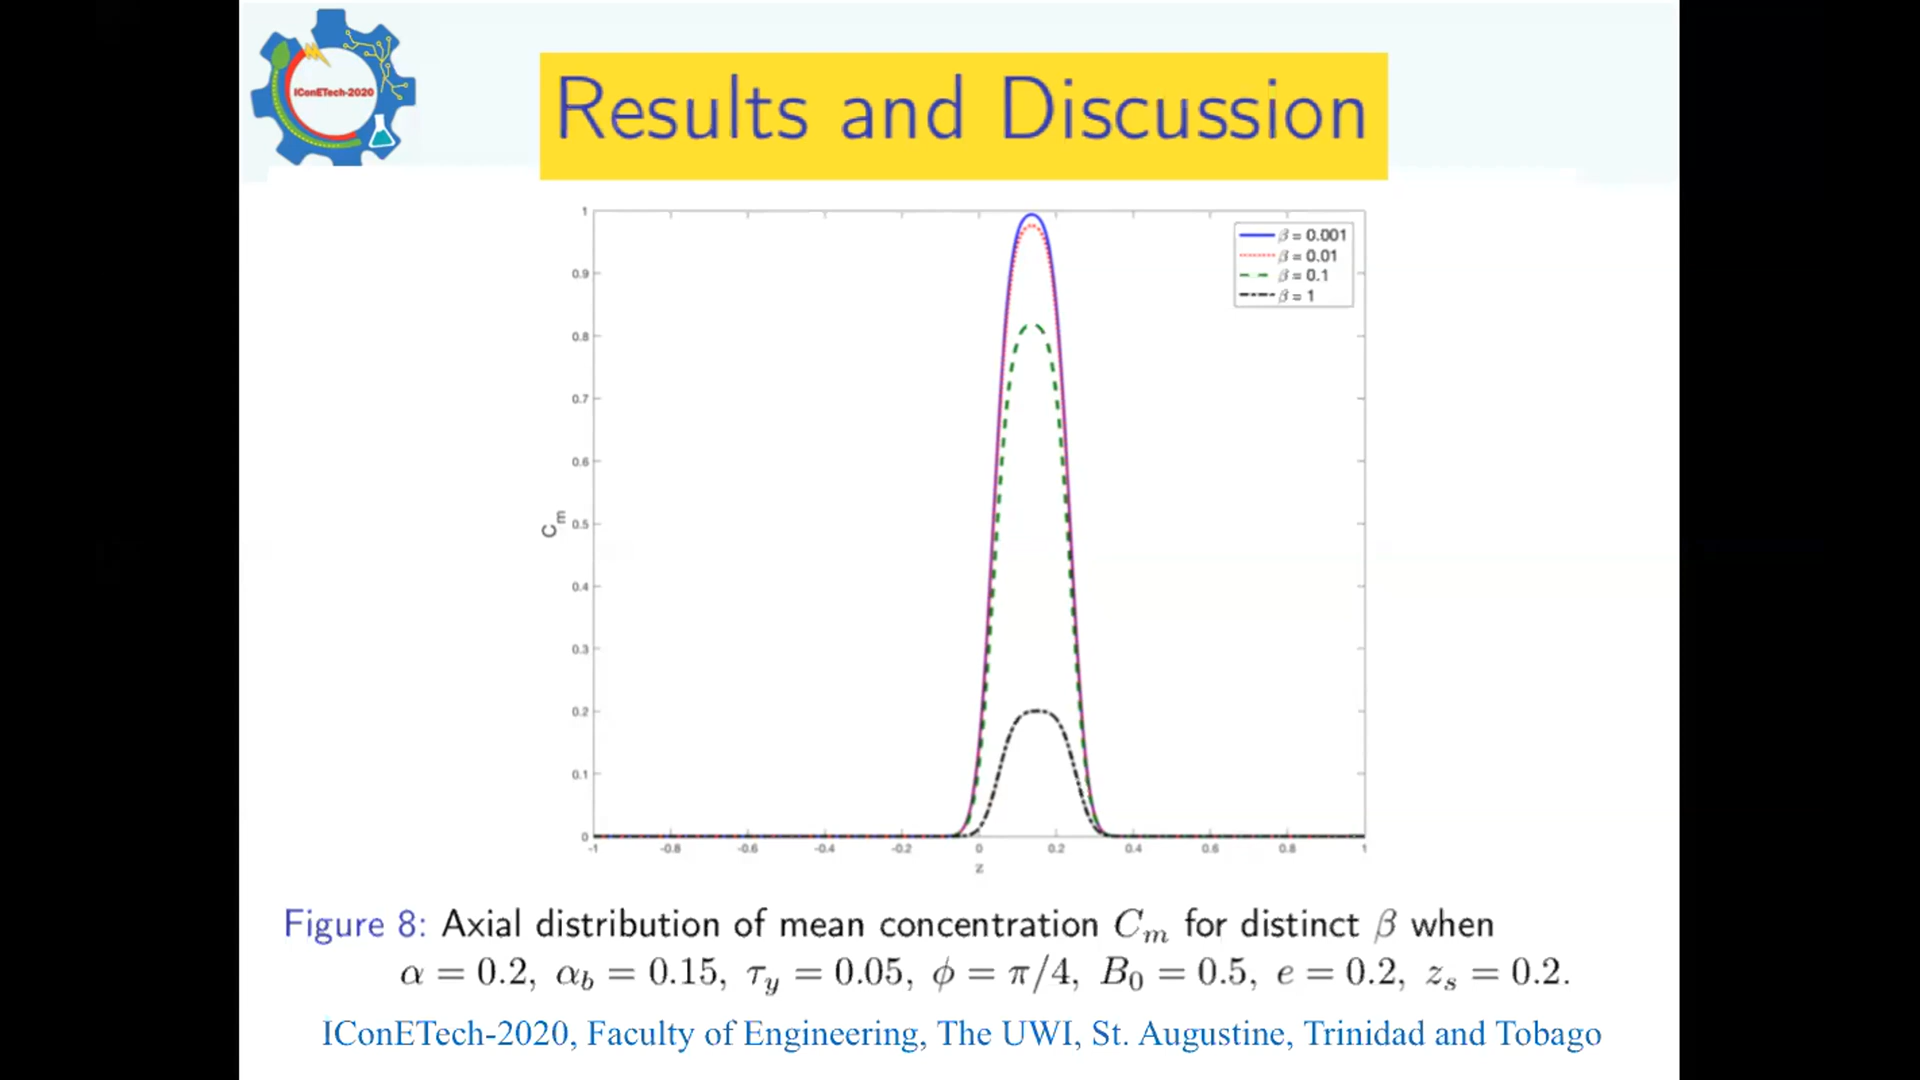 IConETech-2020
Results and Discussion
1
0.9
0.8
0.7
0.6
0.5
0.4
0.3
0.2
0.1
0
C_m
-1 -0.8 -0.6 -0.4 -0.2 0 0.2 0.4 0.6 0.8 1
z
β = 0.001
β = 0.01
β = 0.1
β = 1
Figure 8: Axial distribution of mean concentration C_m for distinct β when
α = 0.2, α_b = 0.15, τ_y = 0.05, ϕ = π/4, B_0 = 0.5, e = 0.2, z_s = 0.2.
IConETech-2020, Faculty of Engineering, The UWI, St. Augustine, Trinidad and Tobago